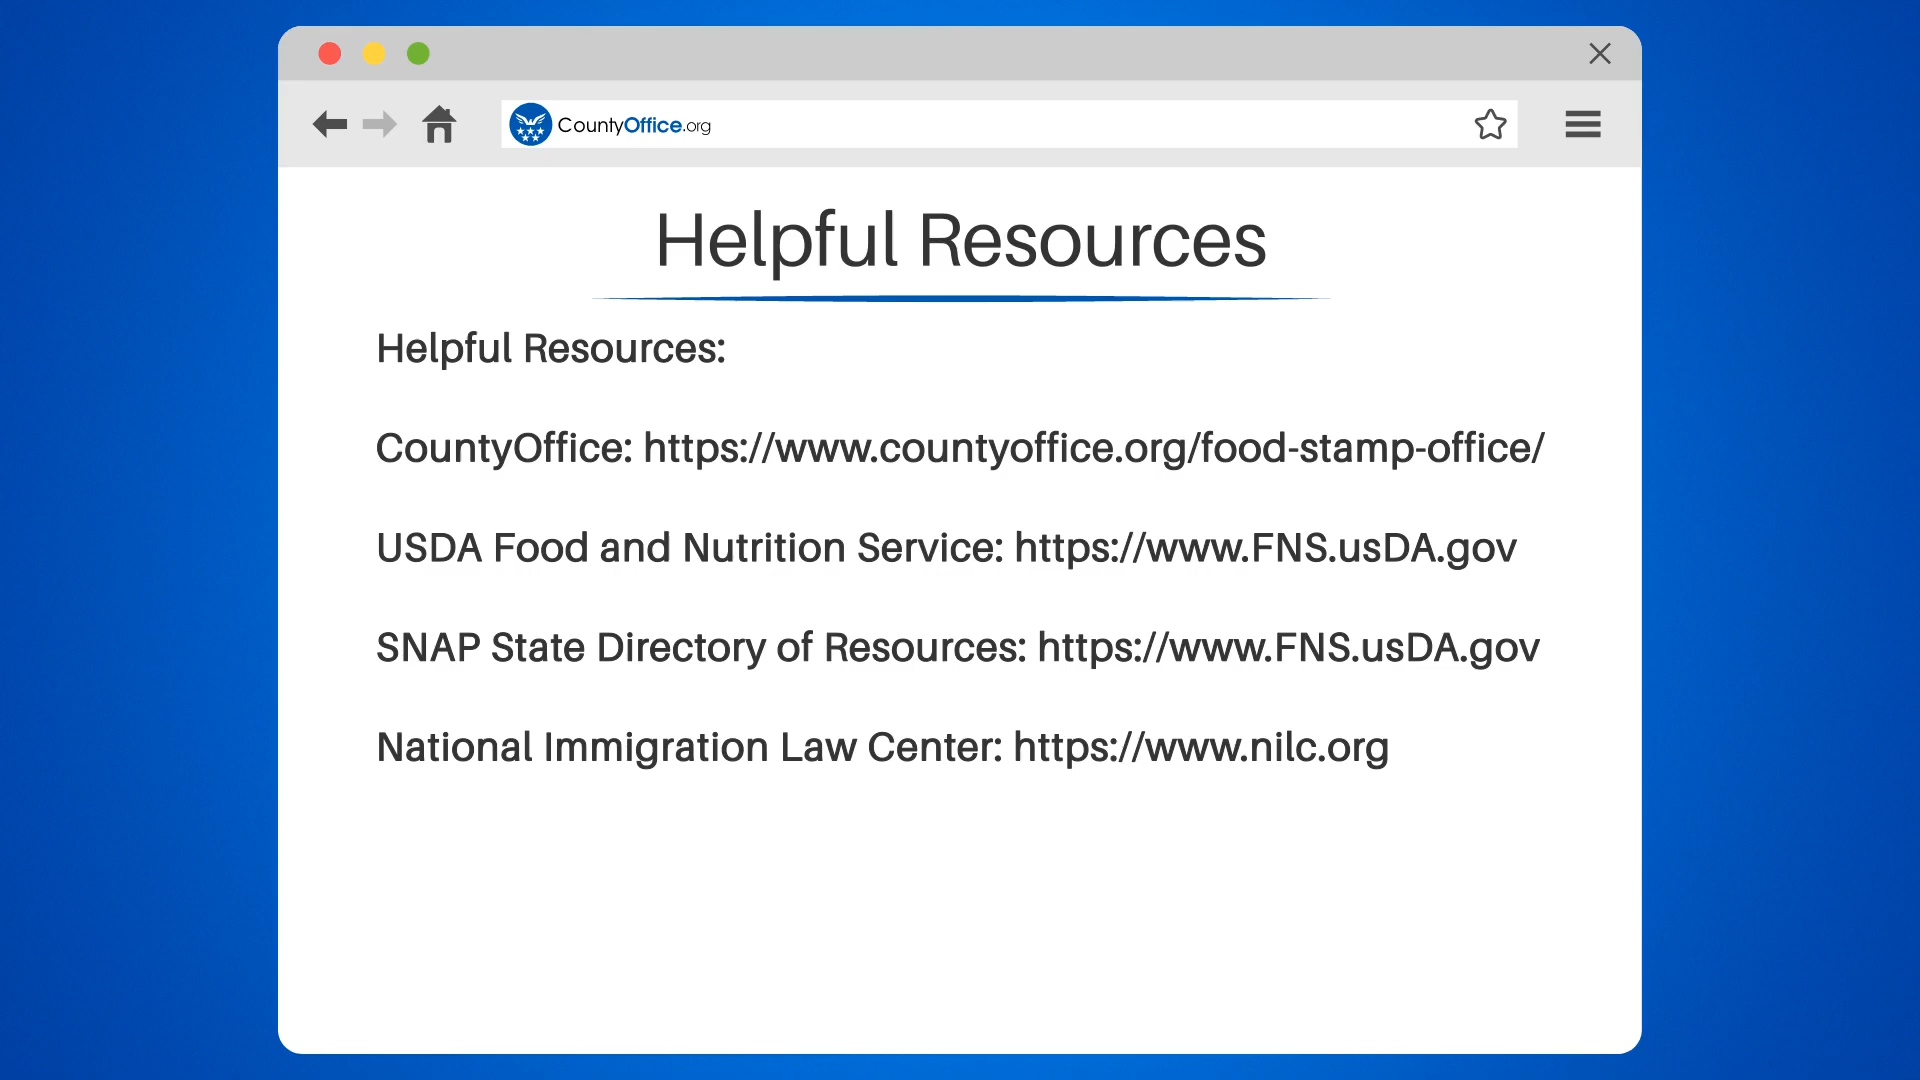 CountyOffice.org
Helpful Resources
Helpful Resources:
CountyOffice: https://www.countyoffice.org/food-stamp-office/
USDA Food and Nutrition Service: https://www.FNS.usDA.gov
SNAP State Directory of Resources: https://www.FNS.usDA.gov
National Immigration Law Center: https://www.nilc.org